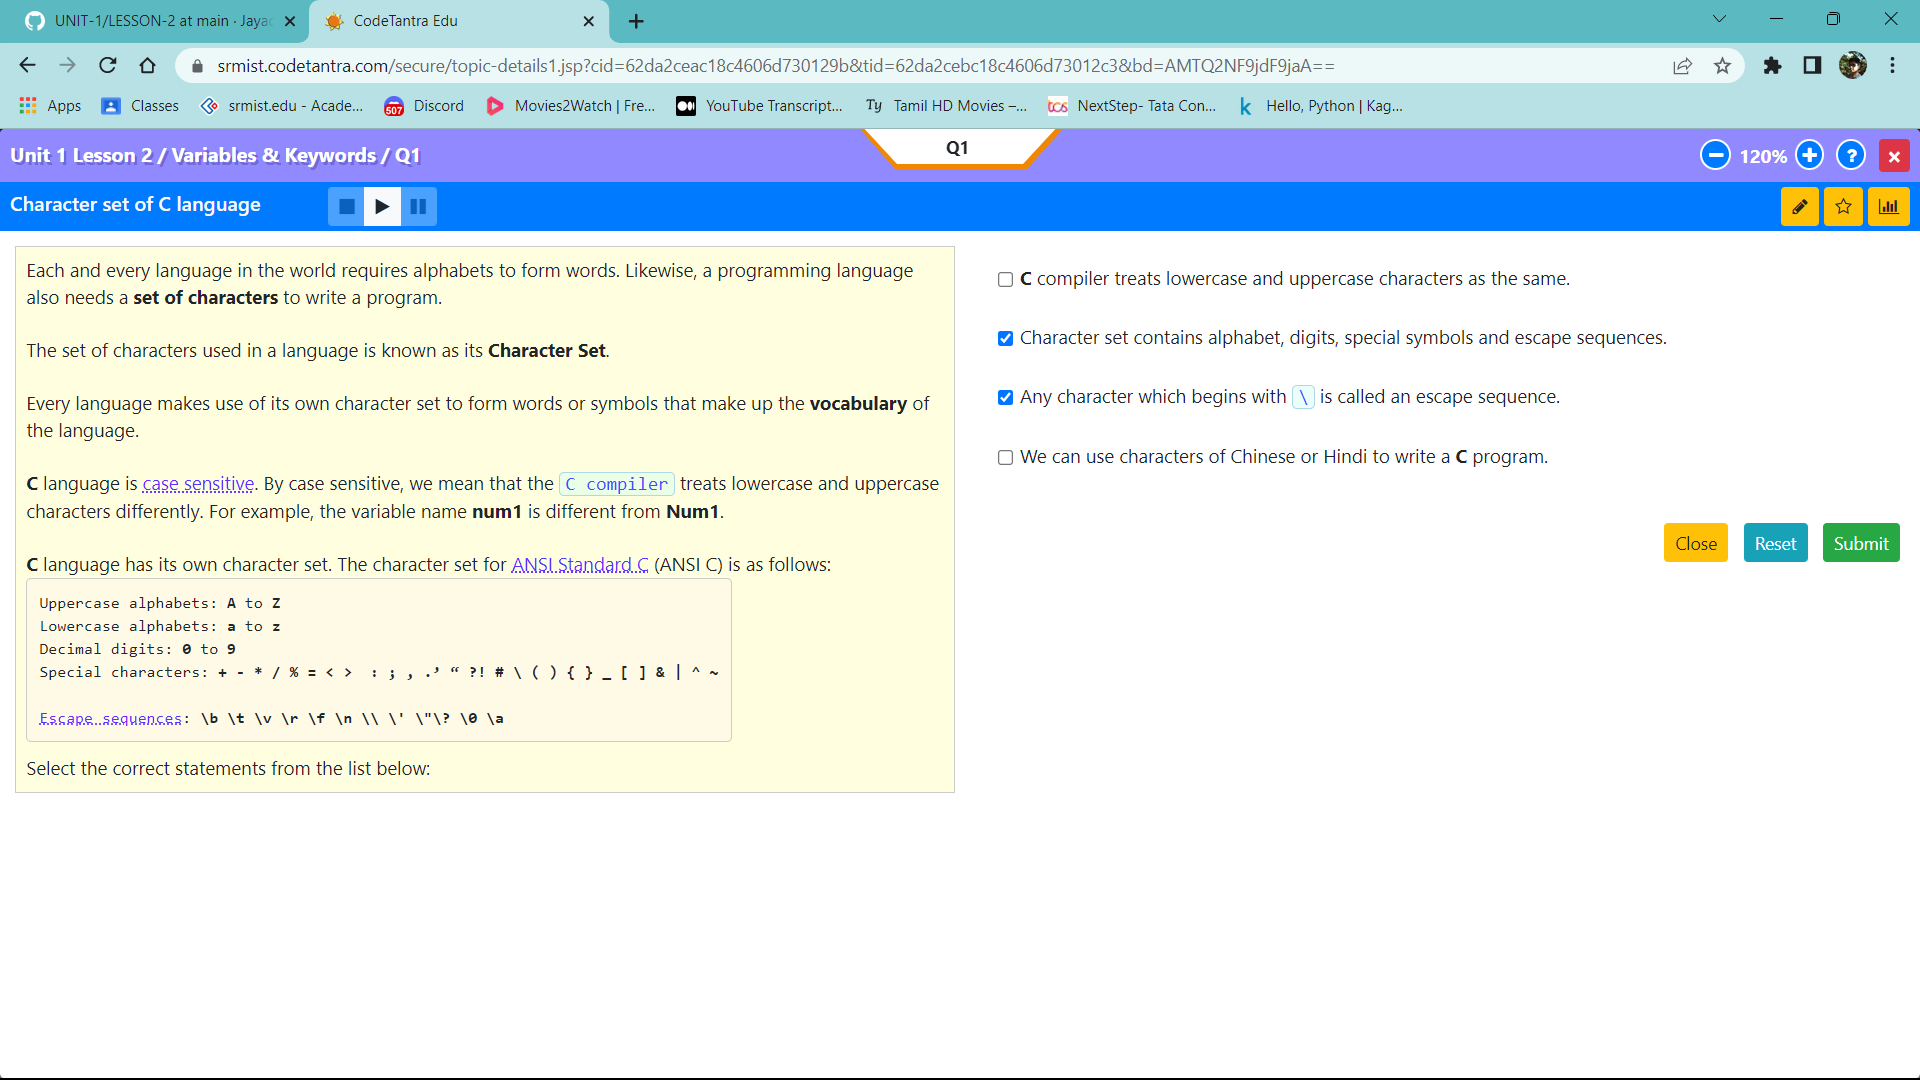 UNIT-1/LESSON-2 at main · Jaya
CodeTantra Edu
srmist.codetantra.com/secure/topic-details1.jsp?cid=62da2ceac18c4606d730129b&tid=62da2cebc18c4606d73012c3&bd=AMTQ2NF9jdF9jaA==
Apps Classes srmist.edu - Acade... 507 Discord Movies2Watch | Fre... YouTube Transcript... Ty Tamil HD Movies –... tcs NextStep- Tata Con... k Hello, Python | Kag...
Unit 1 Lesson 2 / Variables & Keywords / Q1
Q1
120%
?
Character set of C language
Each and every language in the world requires alphabets to form words. Likewise, a programming language
also needs a set of characters to write a program.
The set of characters used in a language is known as its Character Set.
Every language makes use of its own character set to form words or symbols that make up the vocabulary of
the language.
C language is case sensitive. By case sensitive, we mean that the C compiler treats lowercase and uppercase
characters differently. For example, the variable name num1 is different from Num1.
C language has its own character set. The character set for ANSI Standard C (ANSI C) is as follows:
Uppercase alphabets: A to Z
Lowercase alphabets: a to z
Decimal digits: 0 to 9
Special characters: + - * / % = < >  : ; , .’ “ ?! # \ ( ) { } _ [ ] & | ^ ~
Escape sequences: \b \t \v \r \f \n \\ \' \"\? \0 \a
Select the correct statements from the list below:
C compiler treats lowercase and uppercase characters as the same.
Character set contains alphabet, digits, special symbols and escape sequences.
Any character which begins with \ is called an escape sequence.
We can use characters of Chinese or Hindi to write a C program.
Close Reset Submit